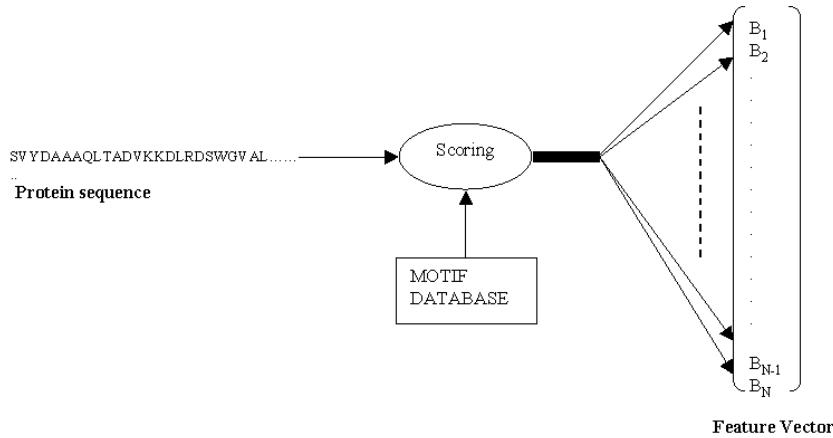 SVYDAAAQLTADVKKDLRDSWGVAL......
..
Protein sequence
Scoring
MOTIF
DATABASE
B1
B2
BN-1
BN
Feature Vector